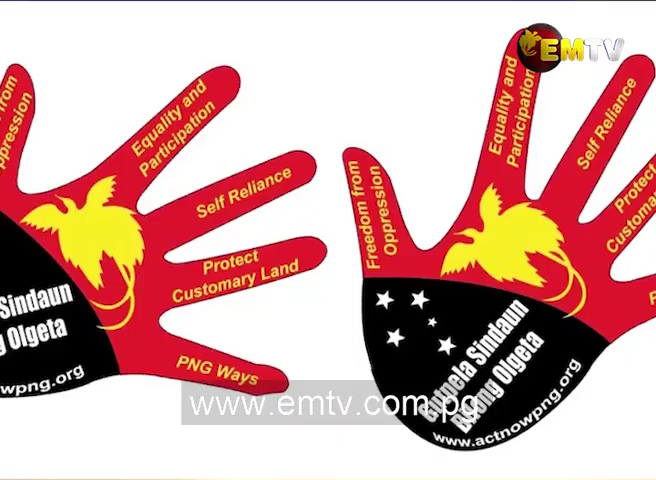 EMTV
from
ppression
Equality and
Participation
Self Reliance
Protect
Customary Land
PNG Ways
Sindaun
g Olgeta
wpng.org
Freedom from
Oppression
Equality and
Participation
Self Reliance
Protect
Customa
Gutpela Sindaun
Bilong Olgeta
www.actnowpng.org
www.emtv.com.pg